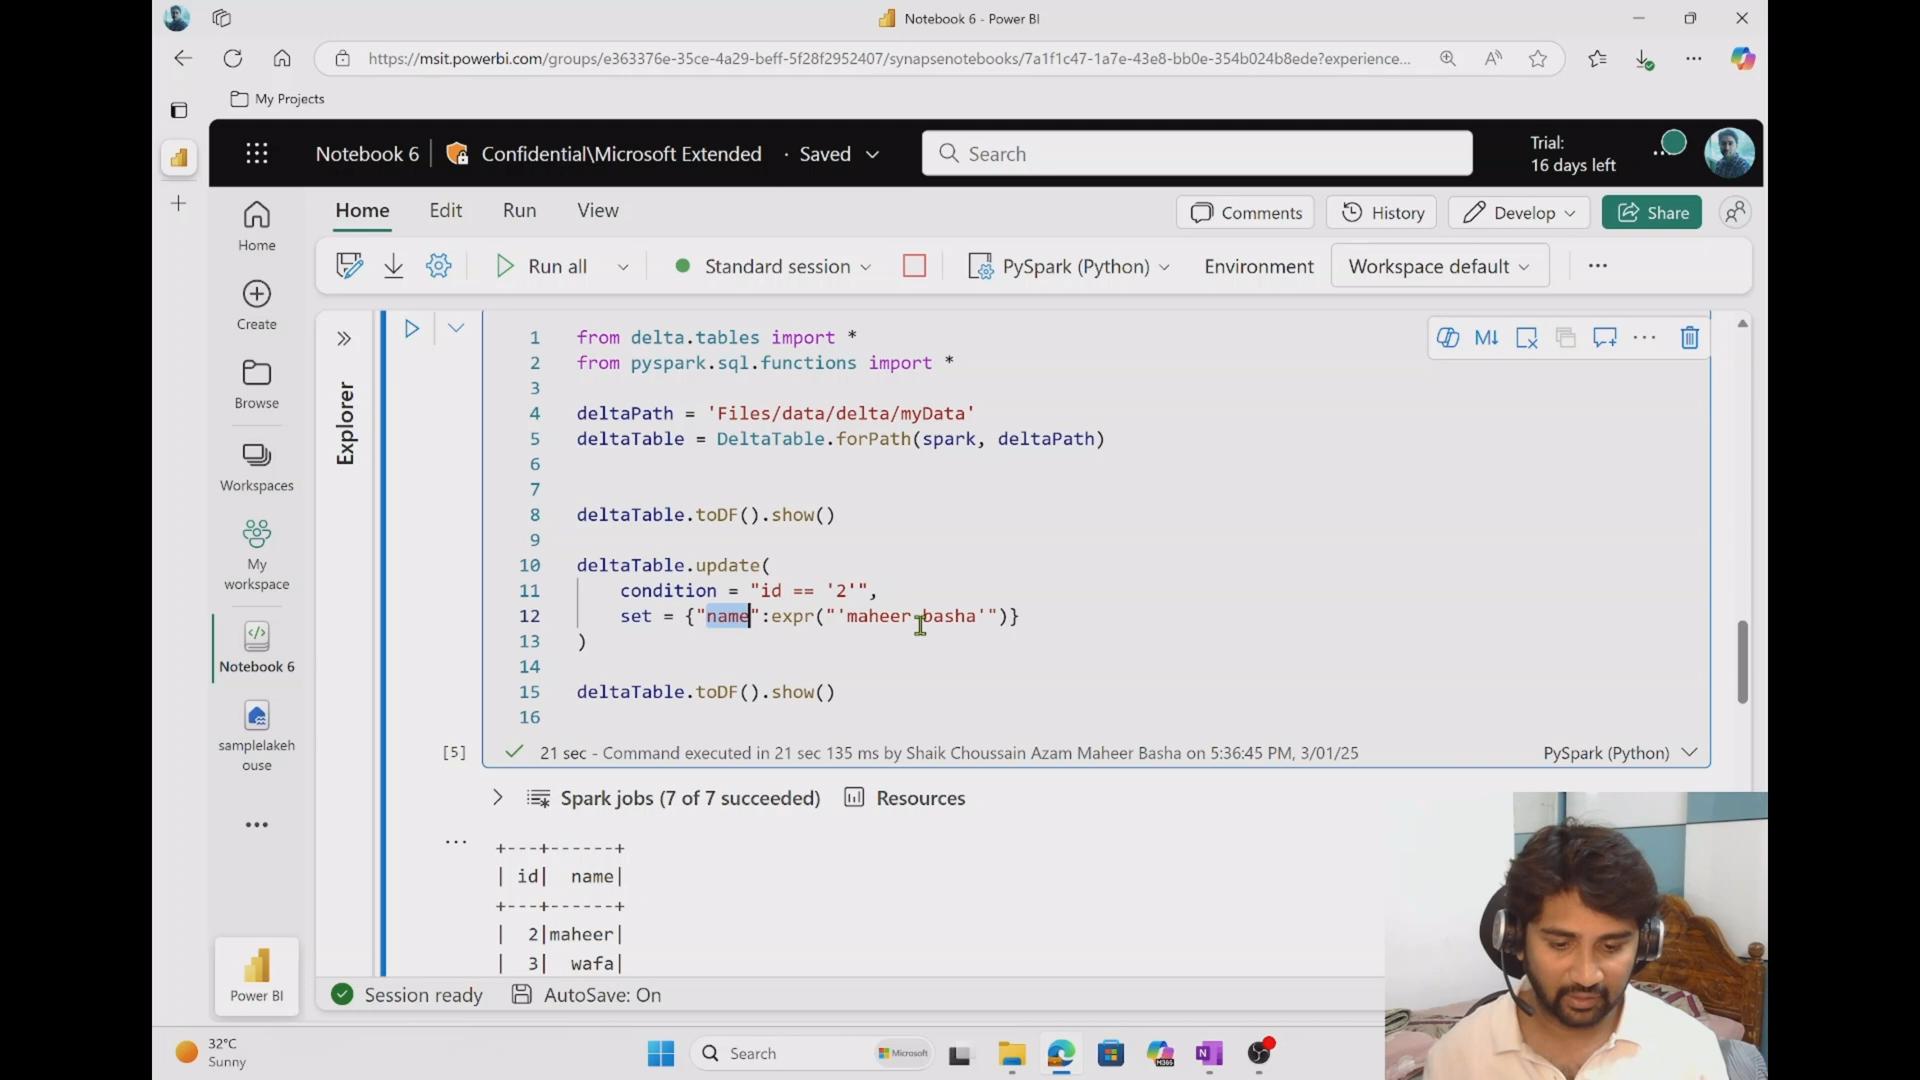 Notebook 6 - Power BI
https://msit.powerbi.com/groups/e363376e-35ce-4a29-beff-5f28f2952407/synapsenotebooks/7a1f1c47-1a7e-43e8-bb0e-354b024b8ede?experience...
My Projects
Notebook 6
Confidential\Microsoft Extended
· Saved
Search
Trial:
16 days left
Home
Edit
Run
View
Comments
History
Develop
Share
Run all
Standard session
PySpark (Python)
Environment
Workspace default
Home
Create
Browse
Workspaces
My
workspace
Notebook 6
samplelakeh
ouse
Power BI
Explorer
1 from delta.tables import *
2 from pyspark.sql.functions import *
3
4 deltaPath = 'Files/data/delta/myData'
5 deltaTable = DeltaTable.forPath(spark, deltaPath)
6
7
8 deltaTable.toDF().show()
9
10 deltaTable.update(
11 condition = "id == '2'",
12 set = {"name":expr("'maheer basha'")}
13 )
14
15 deltaTable.toDF().show()
16
M↓
[5]
21 sec - Command executed in 21 sec 135 ms by Shaik Choussain Azam Maheer Basha on 5:36:45 PM, 3/01/25
PySpark (Python)
Spark jobs (7 of 7 succeeded)
Resources
+---+------+
| id| name|
+---+------+
| 2|maheer|
| 3| wafa|
Session ready
AutoSave: On
32°C
Sunny
Search
Microsoft
M365
N